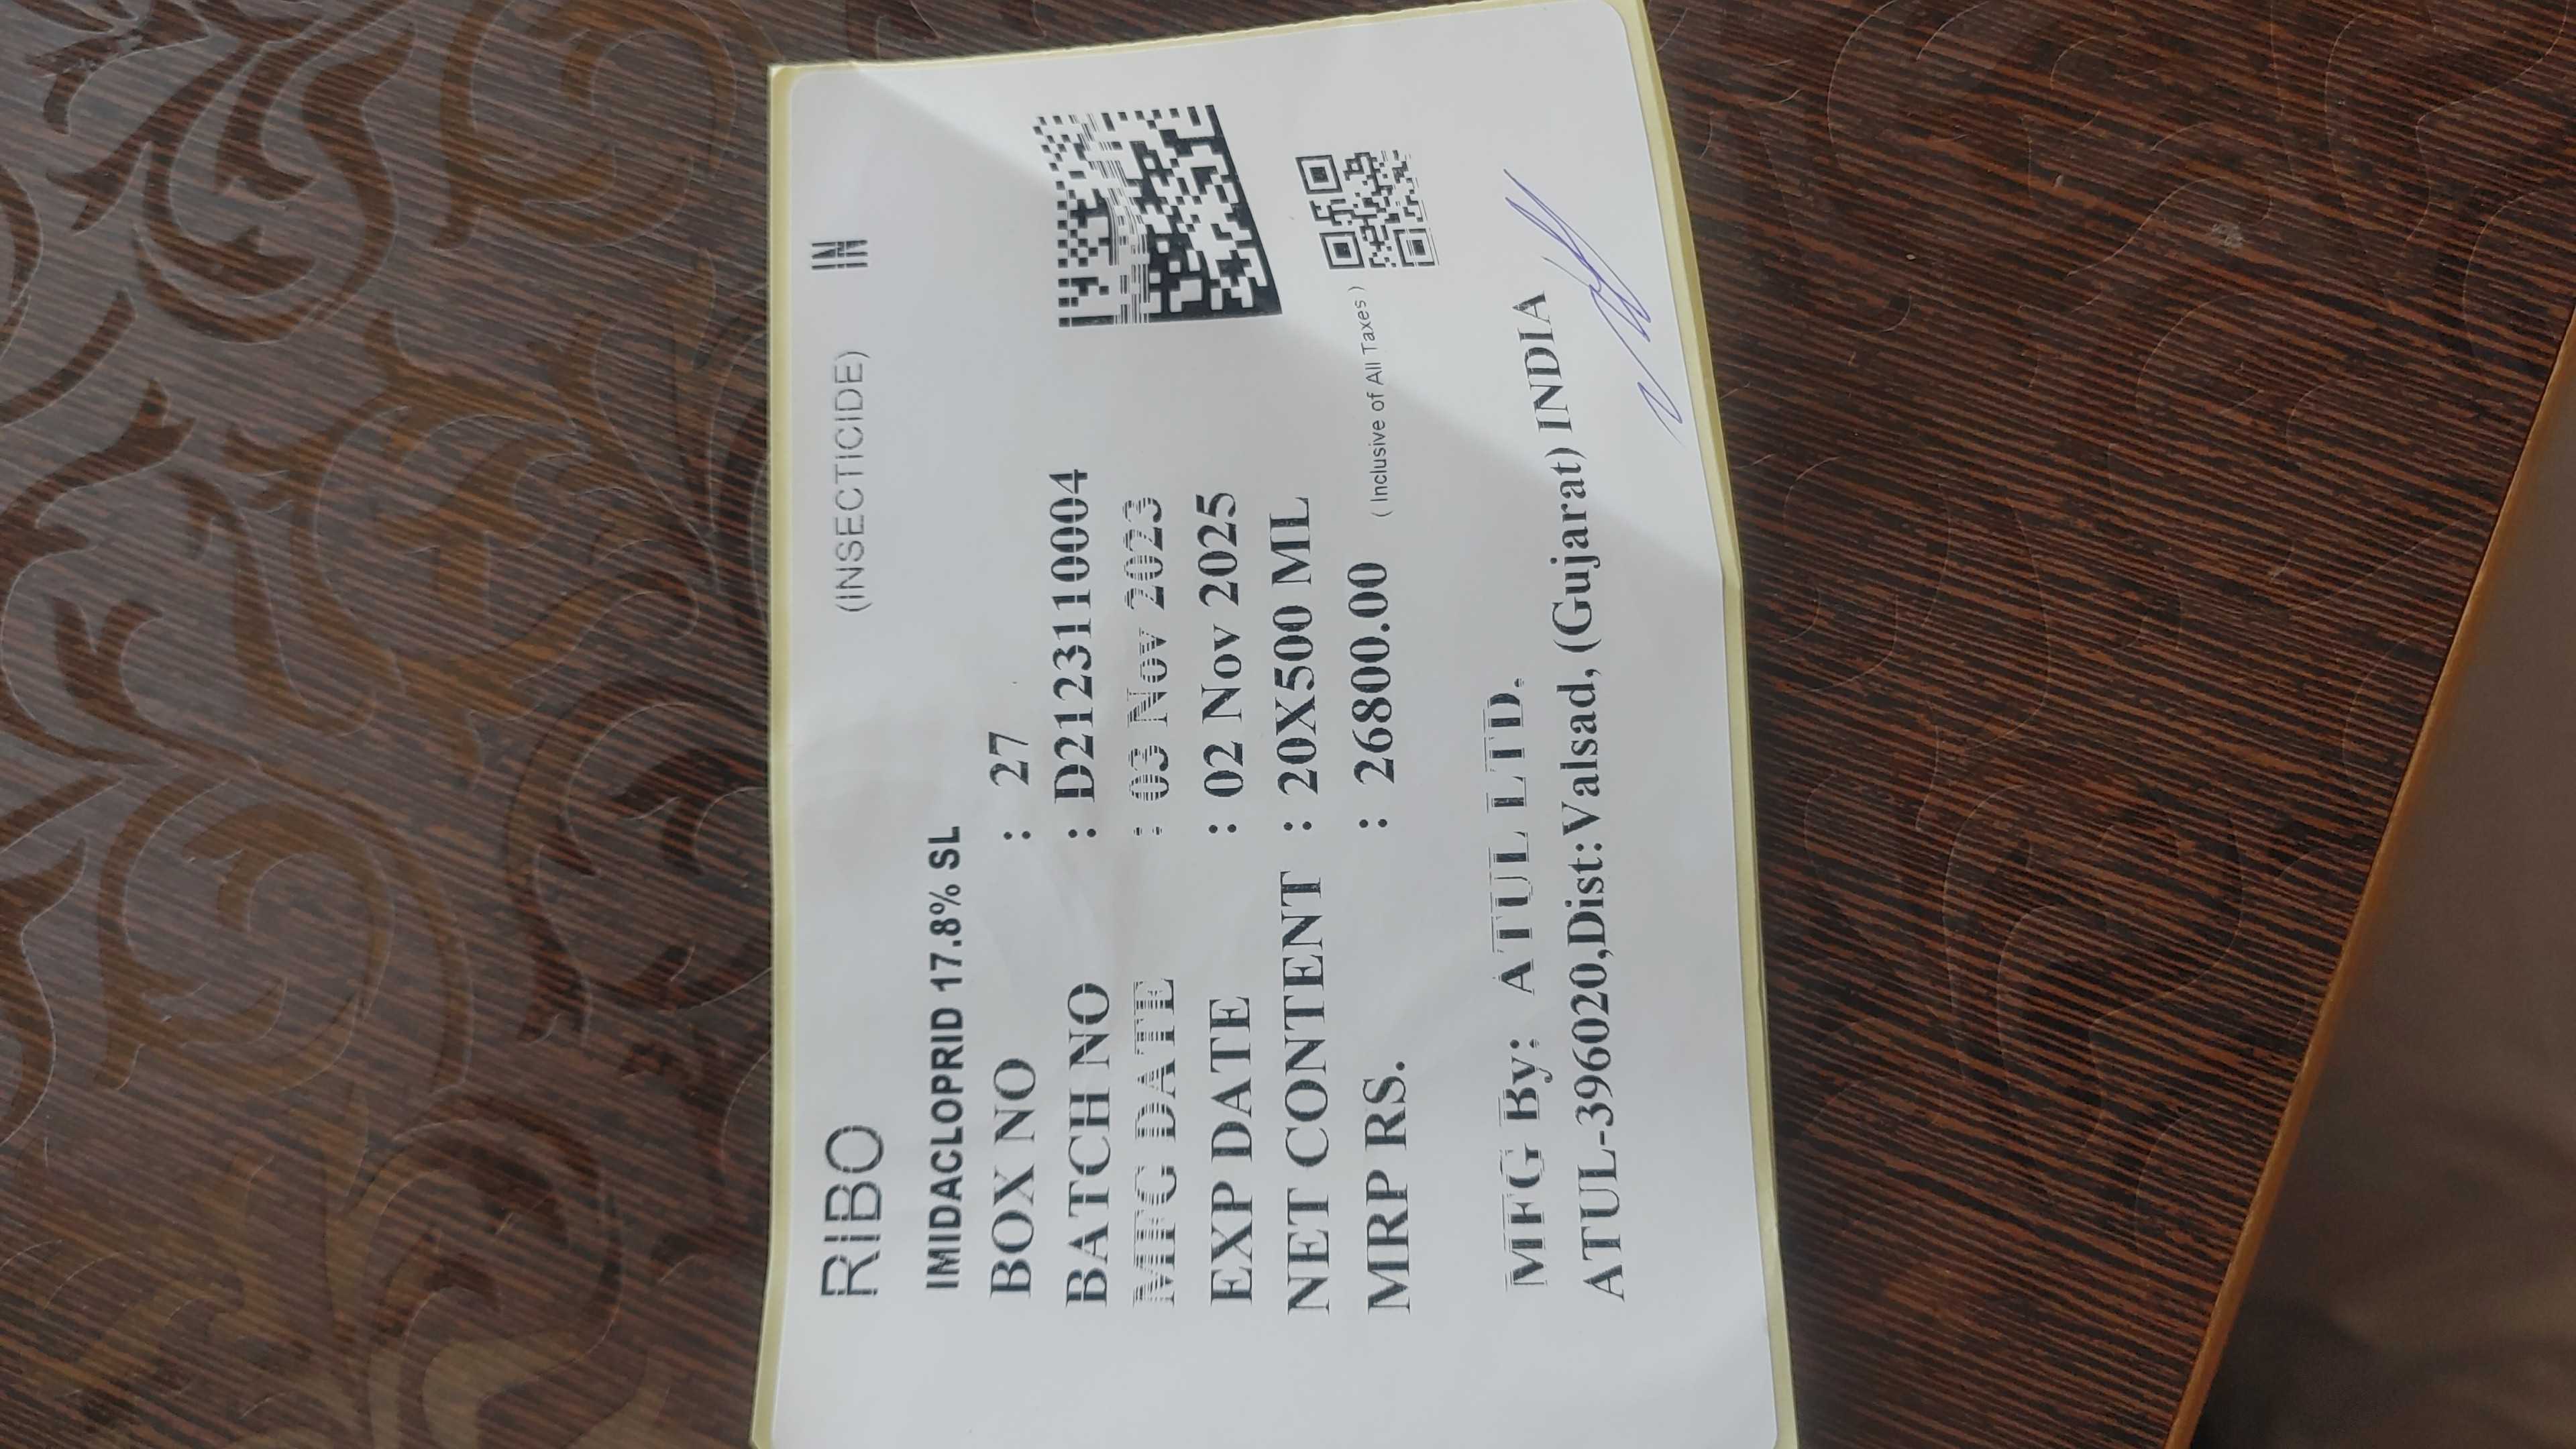 RIBO (INSECTICIDE) IN
IMIDACLOPRID 17.8% SL
BOX NO : 27
BATCH NO : D2123110004
MFG DATE : 03 Nov 2023
EXP DATE : 02 Nov 2025
NET CONTENT : 20X500 ML
MRP RS. : 26800.00 ( Inclusive of All Taxes )
MFG By: ATUL LTD.
ATUL-396020,Dist:Valsad, (Gujarat) INDIA